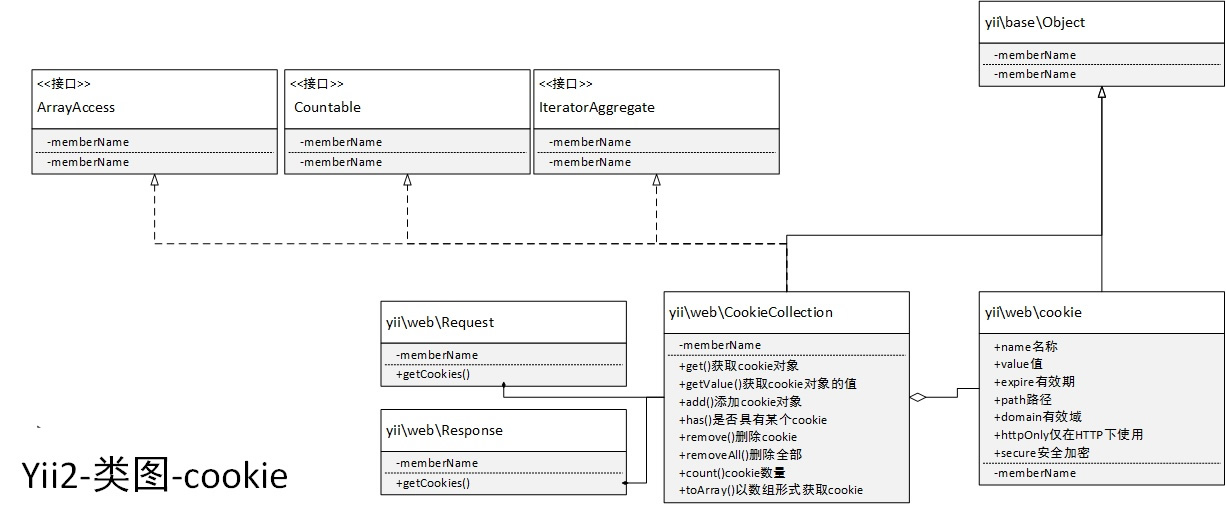 yii\base\Object
-memberName
-memberName
<<接口>>
ArrayAccess
-memberName
-memberName
<<接口>>
Countable
-memberName
-memberName
<<接口>>
IteratorAggregate
-memberName
-memberName
yii\web\Request
-memberName
+getCookies()
yii\web\Response
-memberName
+getCookies()
yii\web\CookieCollection
-memberName
+get()获取cookie对象
+getValue()获取cookie对象的值
+add()添加cookie对象
+has()是否具有某个cookie
+remove()删除cookie
+removeAll()删除全部
+count()cookie数量
+toArray()以数组形式获取cookie
yii\web\cookie
+name名称
+value值
+expire有效期
+path路径
+domain有效域
+httpOnly仅在HTTP下使用
+secure安全加密
-memberName
Yii2-类图-cookie